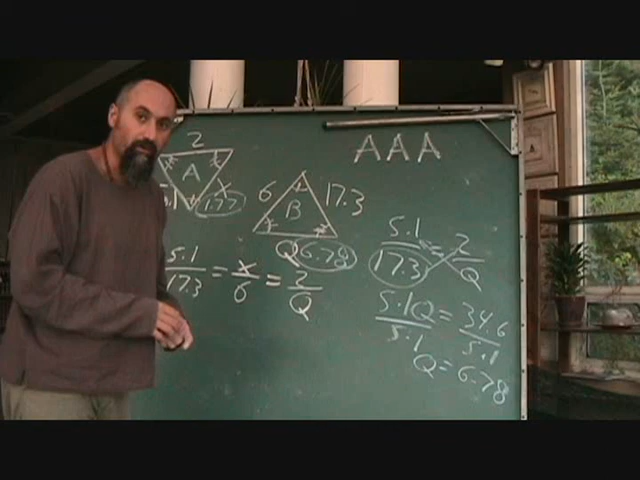 AAA
2
A
5.1
x
1.77
6
B
17.3
Q 6.78
5.1/17.3 = x/6 = 2/Q
5.1/17.3 = 2/Q
5.1Q/5.1 = 34.6/5.1
Q = 6.78